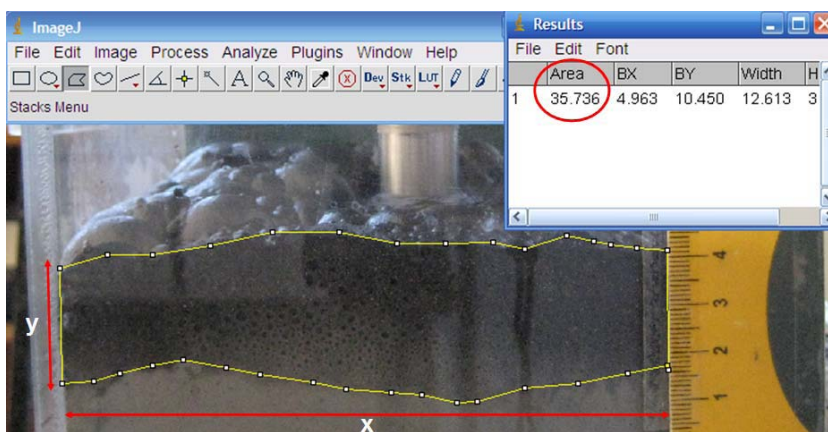 ImageJ
File Edit Image Process Analyze Plugins Window Help
A Dev Stk LUT
Stacks Menu
Results
File Edit Font
Area BX BY Width H
1 35.736 4.963 10.450 12.613 3
y
x
4
3
2
1